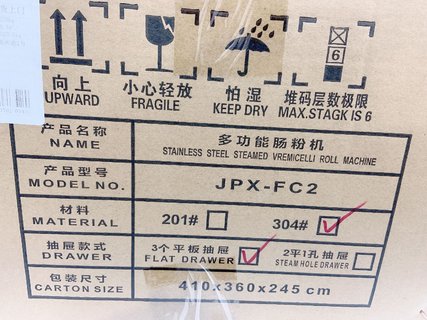 6
向上 小心轻放 怕湿 堆码层数极限
UPWARD FRAGILE KEEP DRY MAX.STAGK IS 6
产品名称 多功能肠粉机
NAME STAINLESS STEEL STEAMED VREMICELLI ROLL MACHINE
产品型号
MODEL NO. JPX-FC2
材料
MATERIAL 201# 304#
抽屉款式 3个平板抽屉 2平1孔抽屉
DRAWER FLAT DRAWER STEAM HOLE DRAWER
包装尺寸
CARTON SIZE 410x360x245cm